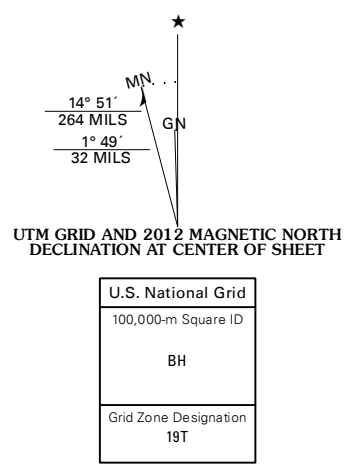 ★
MN
14° 51´
264 MILS
GN
1° 49´
32 MILS
UTM GRID AND 2012 MAGNETIC NORTH
DECLINATION AT CENTER OF SHEET
U.S. National Grid
100,000-m Square ID
BH
Grid Zone Designation
19T